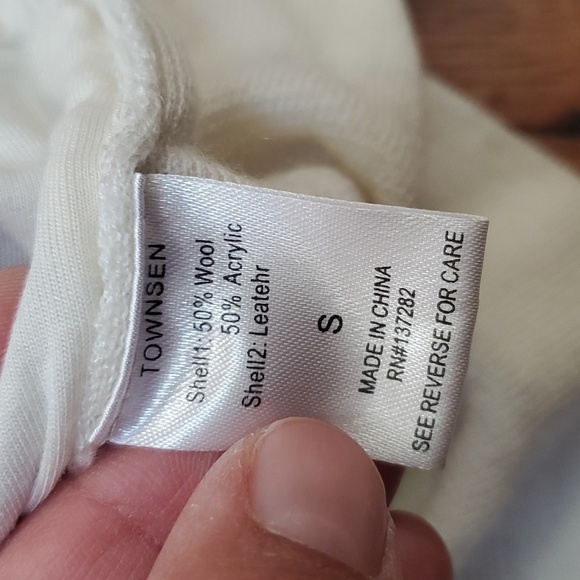 TOWNSEN
Shell1: 50% Wool
50% Acrylic
Shell2: Leatehr
S
MADE IN CHINA
RN#137282
SEE REVERSE FOR CARE